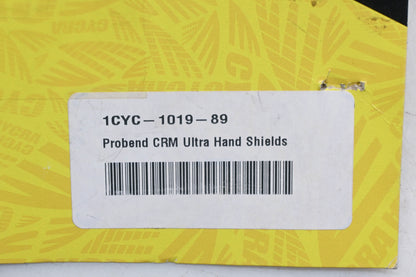 1CYC-1019-89
Probend CRM Ultra Hand Shields